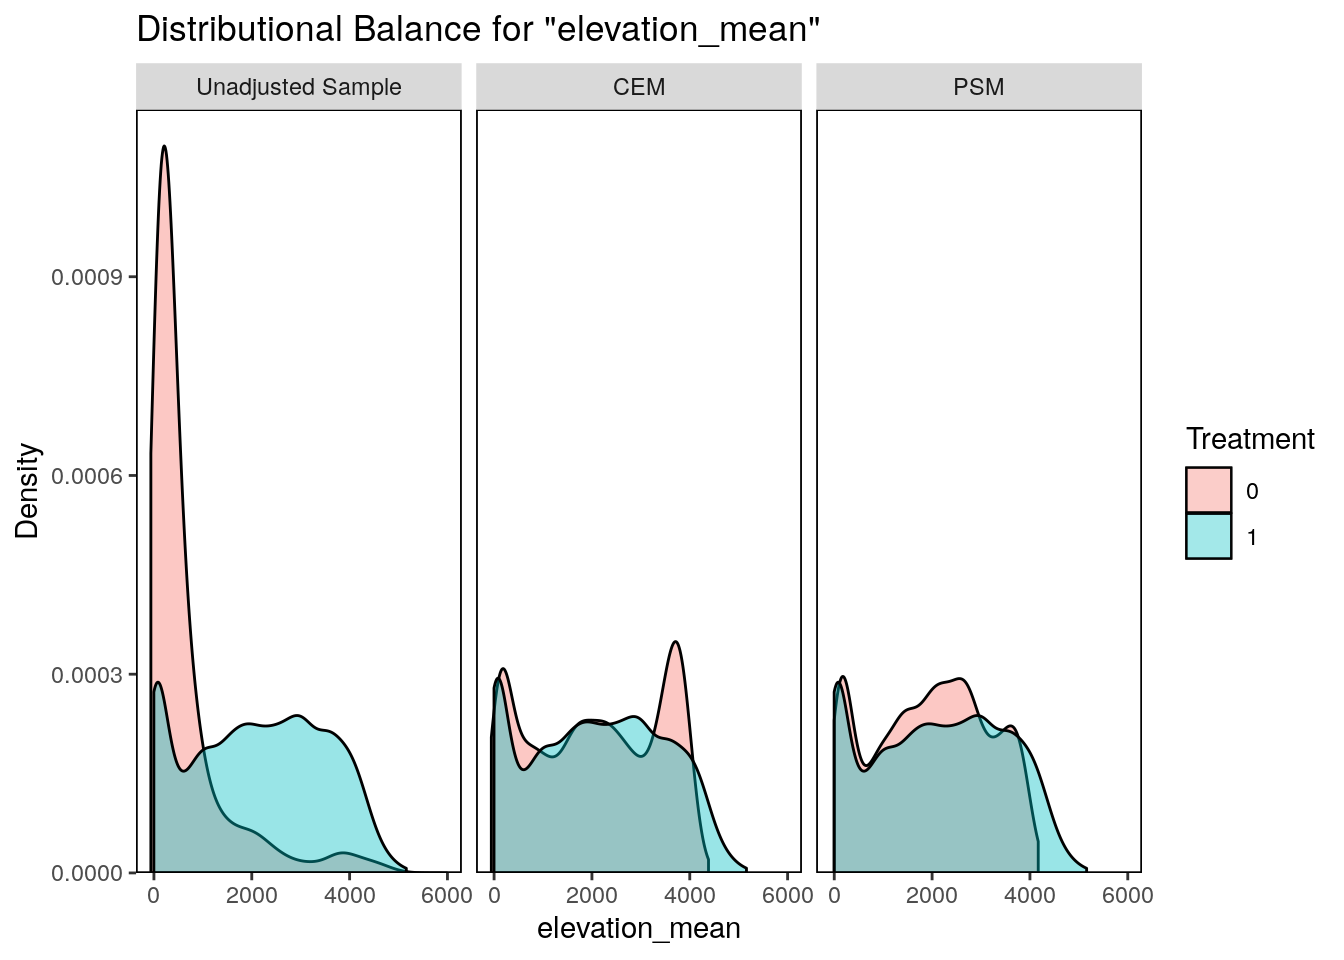 Distributional Balance for "elevation_mean"
Unadjusted Sample CEM PSM
0.0009
0.0006
0.0003
0.0000
Density
0 2000 4000 6000 0 2000 4000 6000 0 2000 4000 6000
elevation_mean
Treatment
0
1